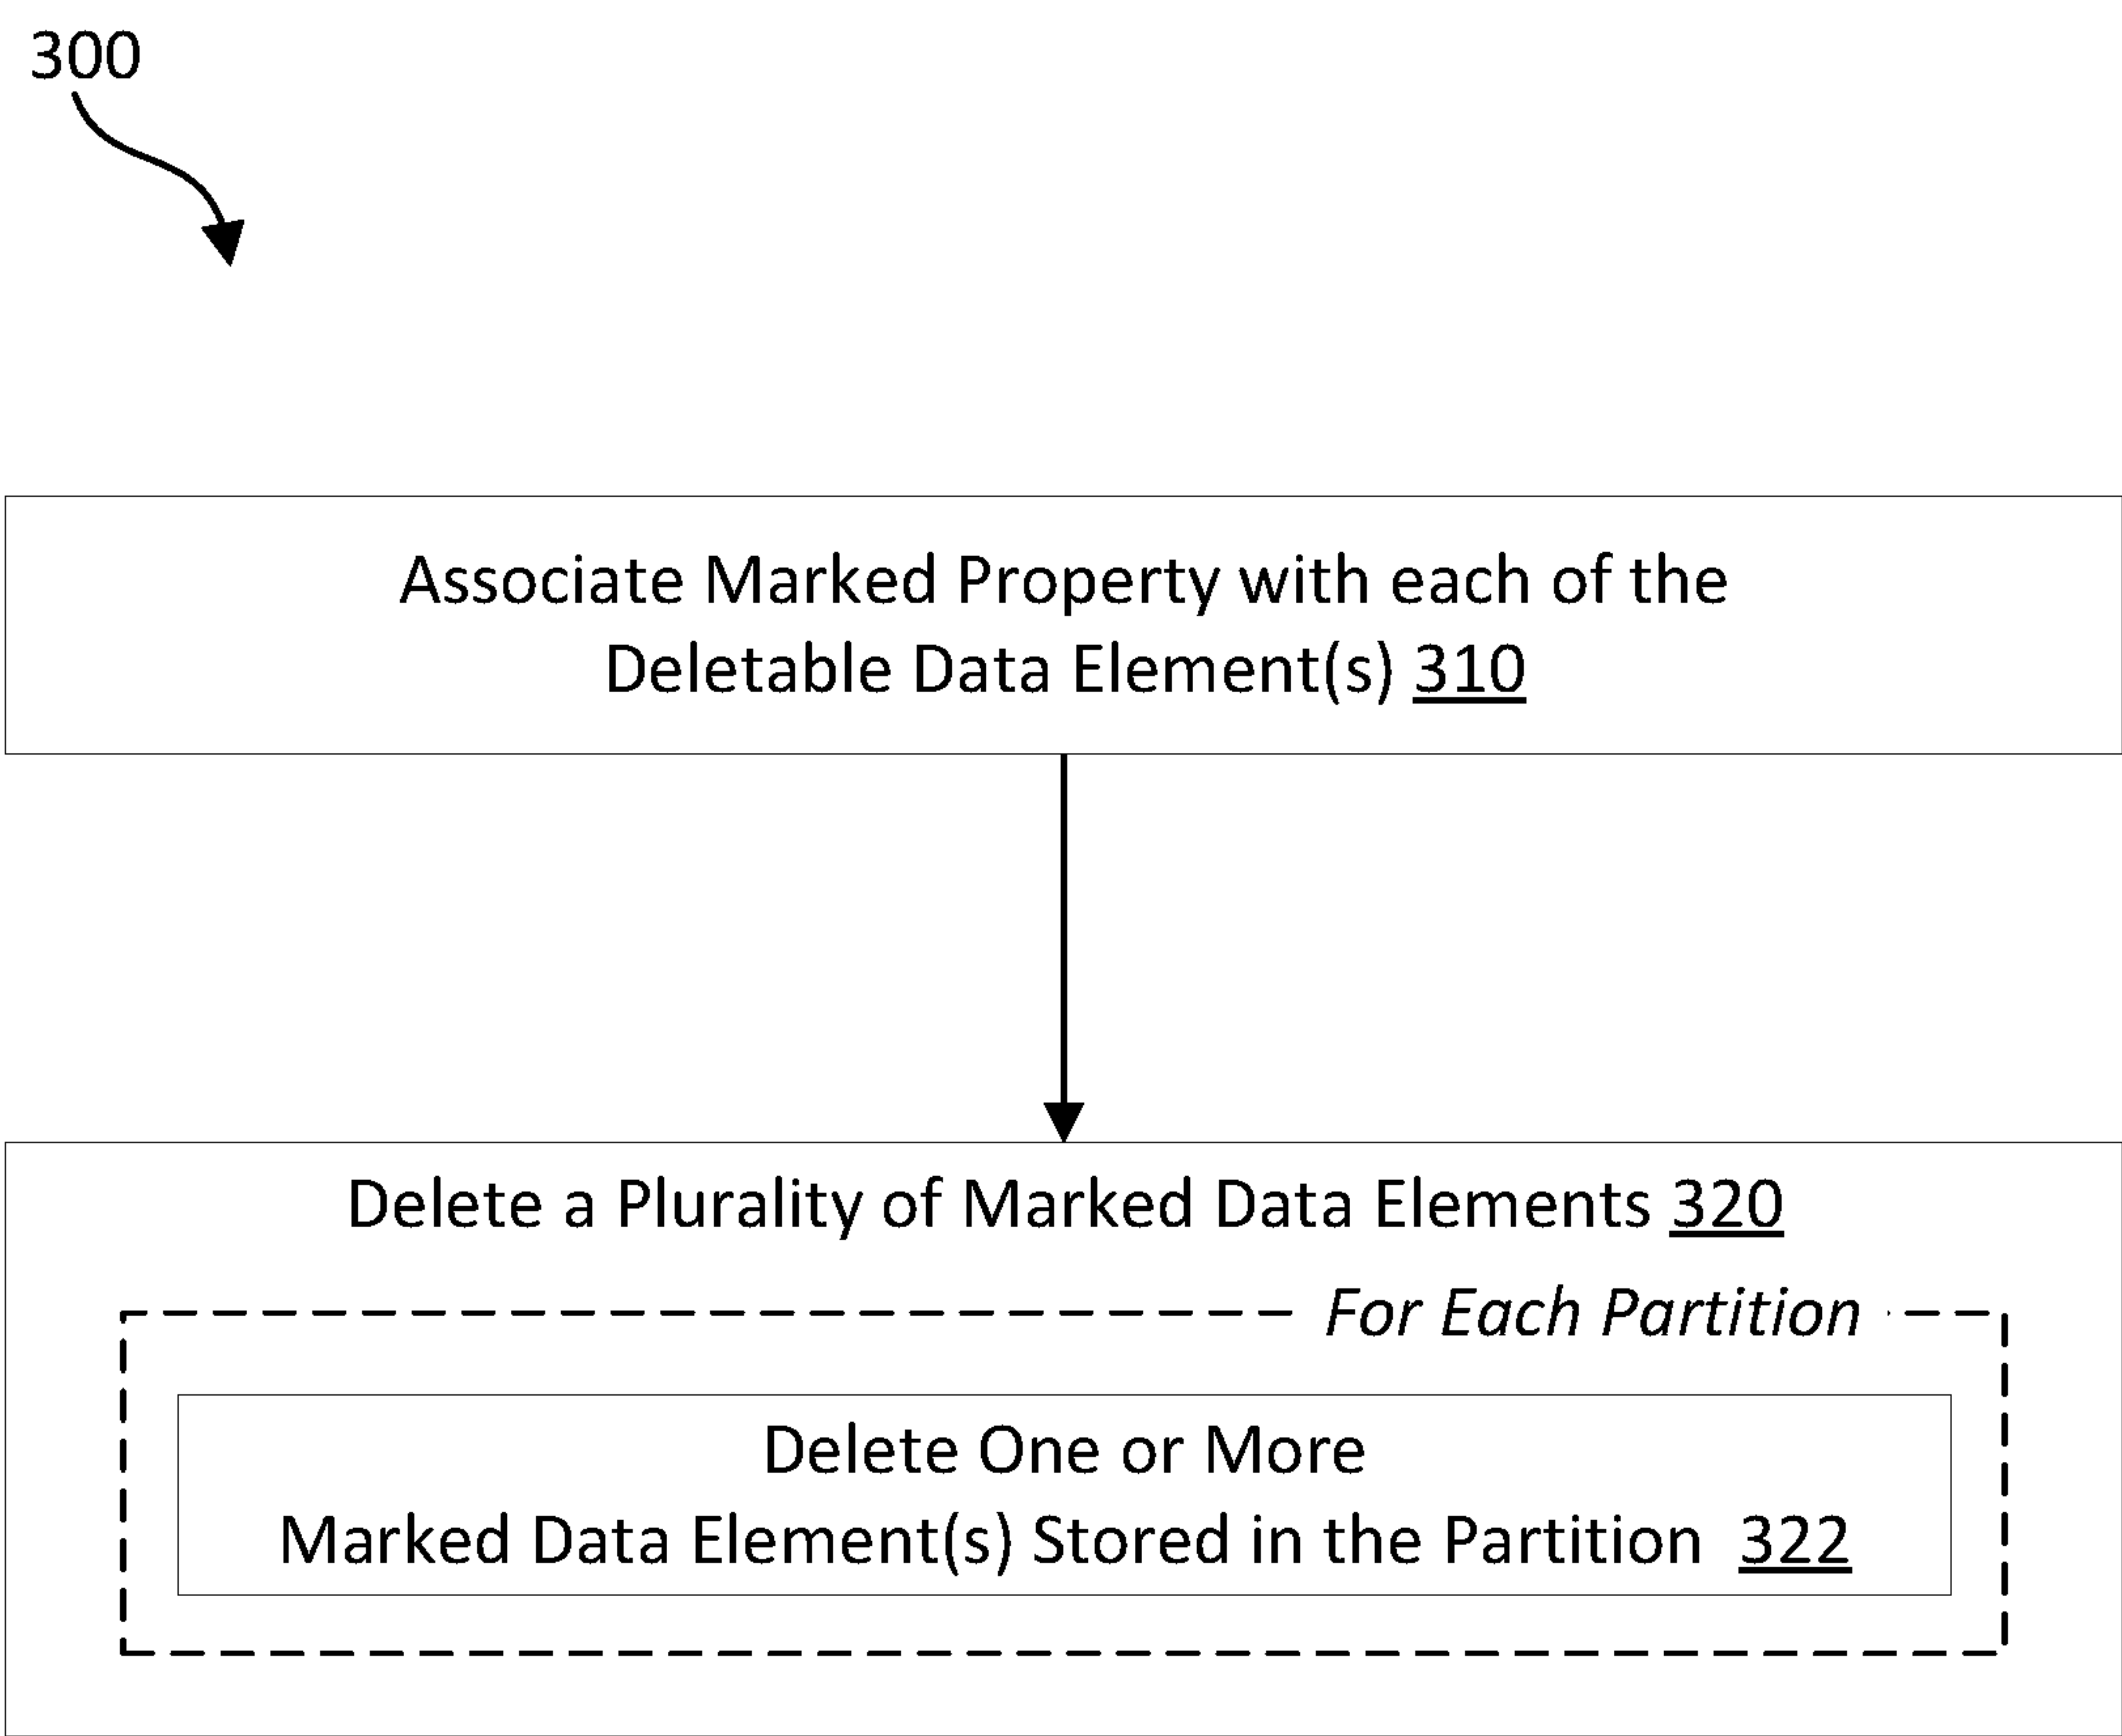 300
Associate Marked Property with each of the
Deletable Data Element(s) 310
Delete a Plurality of Marked Data Elements 320
For Each Partition
Delete One or More
Marked Data Element(s) Stored in the Partition 322